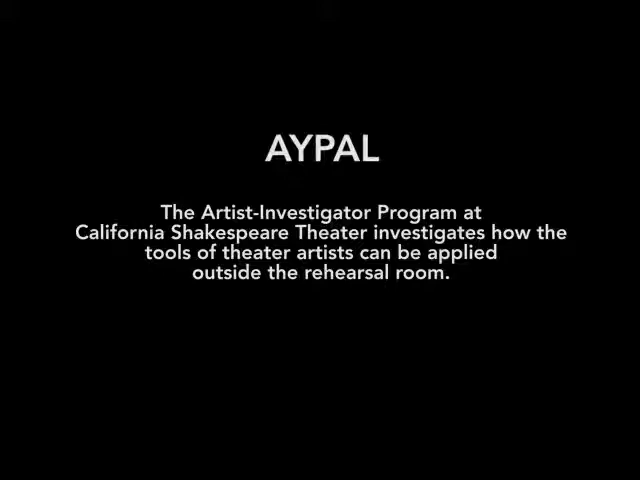 AYPAL
The Artist-Investigator Program at
California Shakespeare Theater investigates how the
tools of theater artists can be applied
outside the rehearsal room.